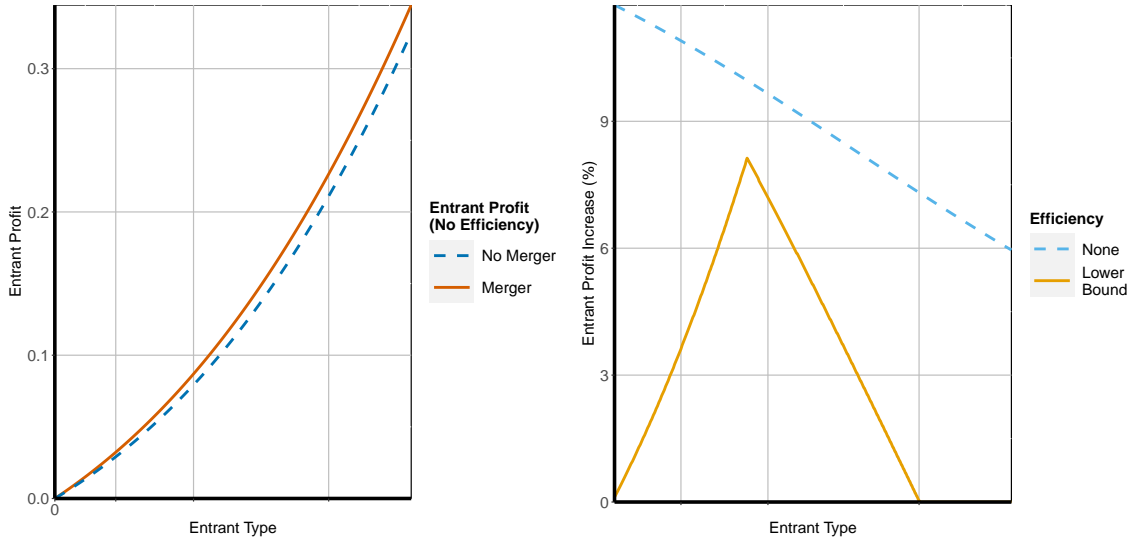 Entrant Profit
0.3
0.2
0.1
0.0
0
Entrant Type
Entrant Profit
(No Efficiency)
No Merger
Merger
Entrant Profit Increase (%)
9
6
3
0
Entrant Type
Efficiency
None
Lower
Bound